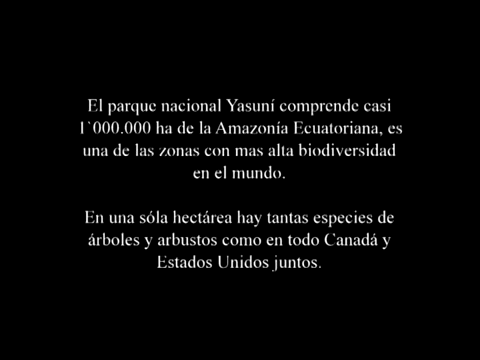 El parque nacional Yasuní comprende casi
1`000.000 ha de la Amazonía Ecuatoriana, es
una de las zonas con mas alta biodiversidad
en el mundo.
En una sóla hectárea hay tantas especies de
árboles y arbustos como en todo Canadá y
Estados Unidos juntos.